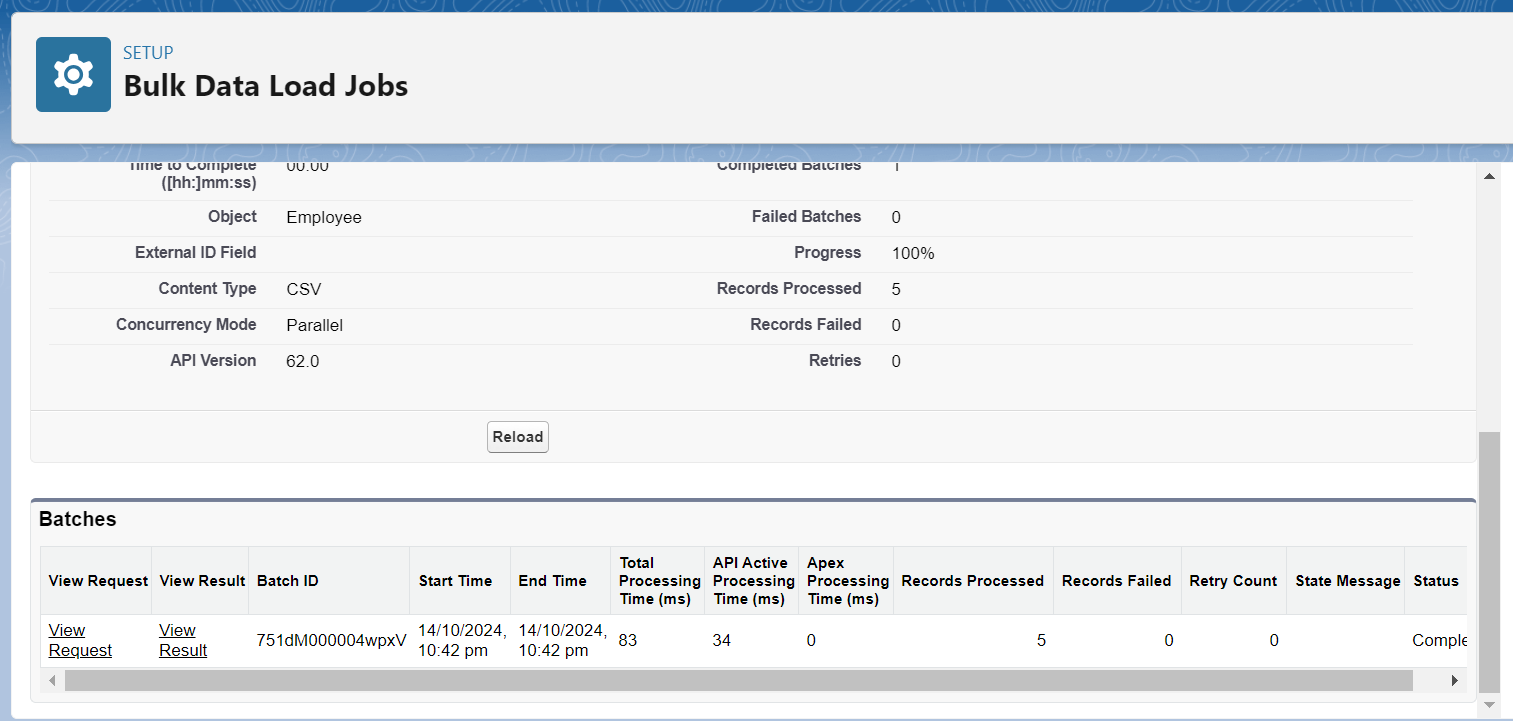 SETUP
Bulk Data Load Jobs
Time to Complete 00:00 Completed Batches 1
([hh:]mm:ss)
Object Employee Failed Batches 0
External ID Field Progress 100%
Content Type CSV Records Processed 5
Concurrency Mode Parallel Records Failed 0
API Version 62.0 Retries 0
Reload
Batches
View Request View Result Batch ID Start Time End Time Total Processing Time (ms) API Active Processing Time (ms) Apex Processing Time (ms) Records Processed Records Failed Retry Count State Message Status
View Request View Result 751dM000004wpxV 14/10/2024, 10:42 pm 14/10/2024, 10:42 pm 83 34 0 5 0 0 Comple